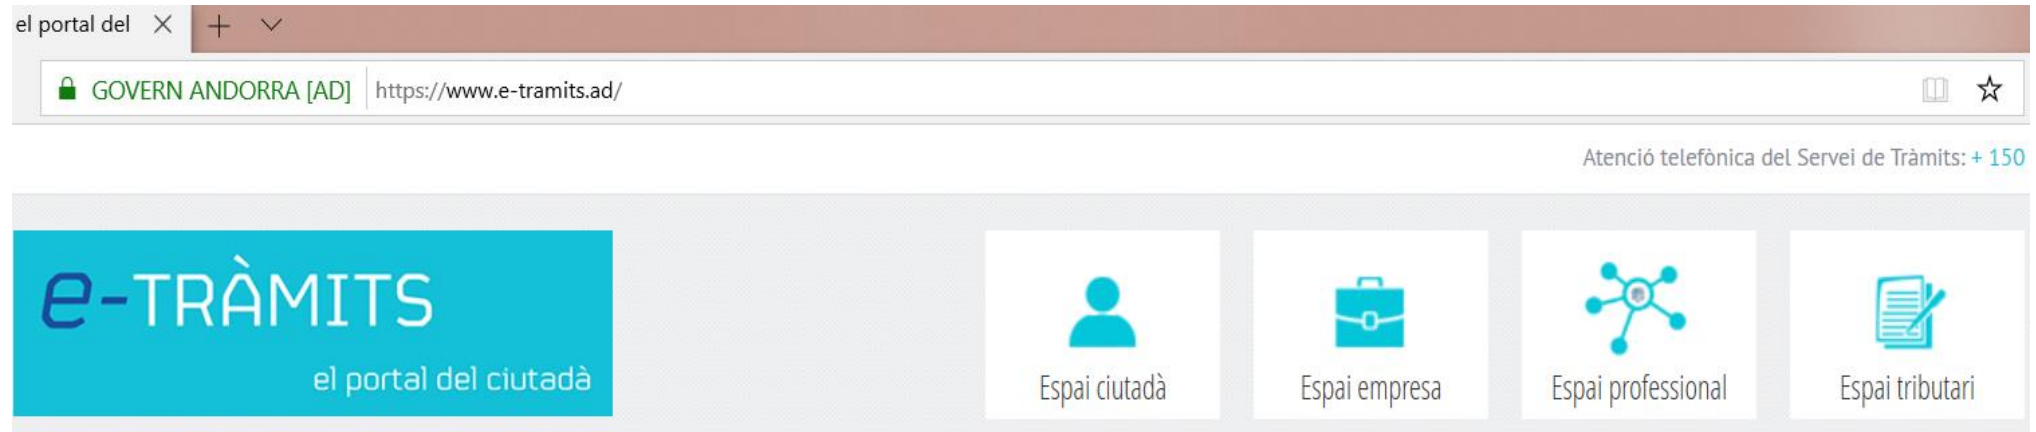 el portal del
GOVERN ANDORRA [AD] https://www.e-tramits.ad/
Atenció telefònica del Servei de Tràmits: + 150
e-TRÀMITS
el portal del ciutadà
Espai ciutadà
Espai empresa
Espai professional
Espai tributari